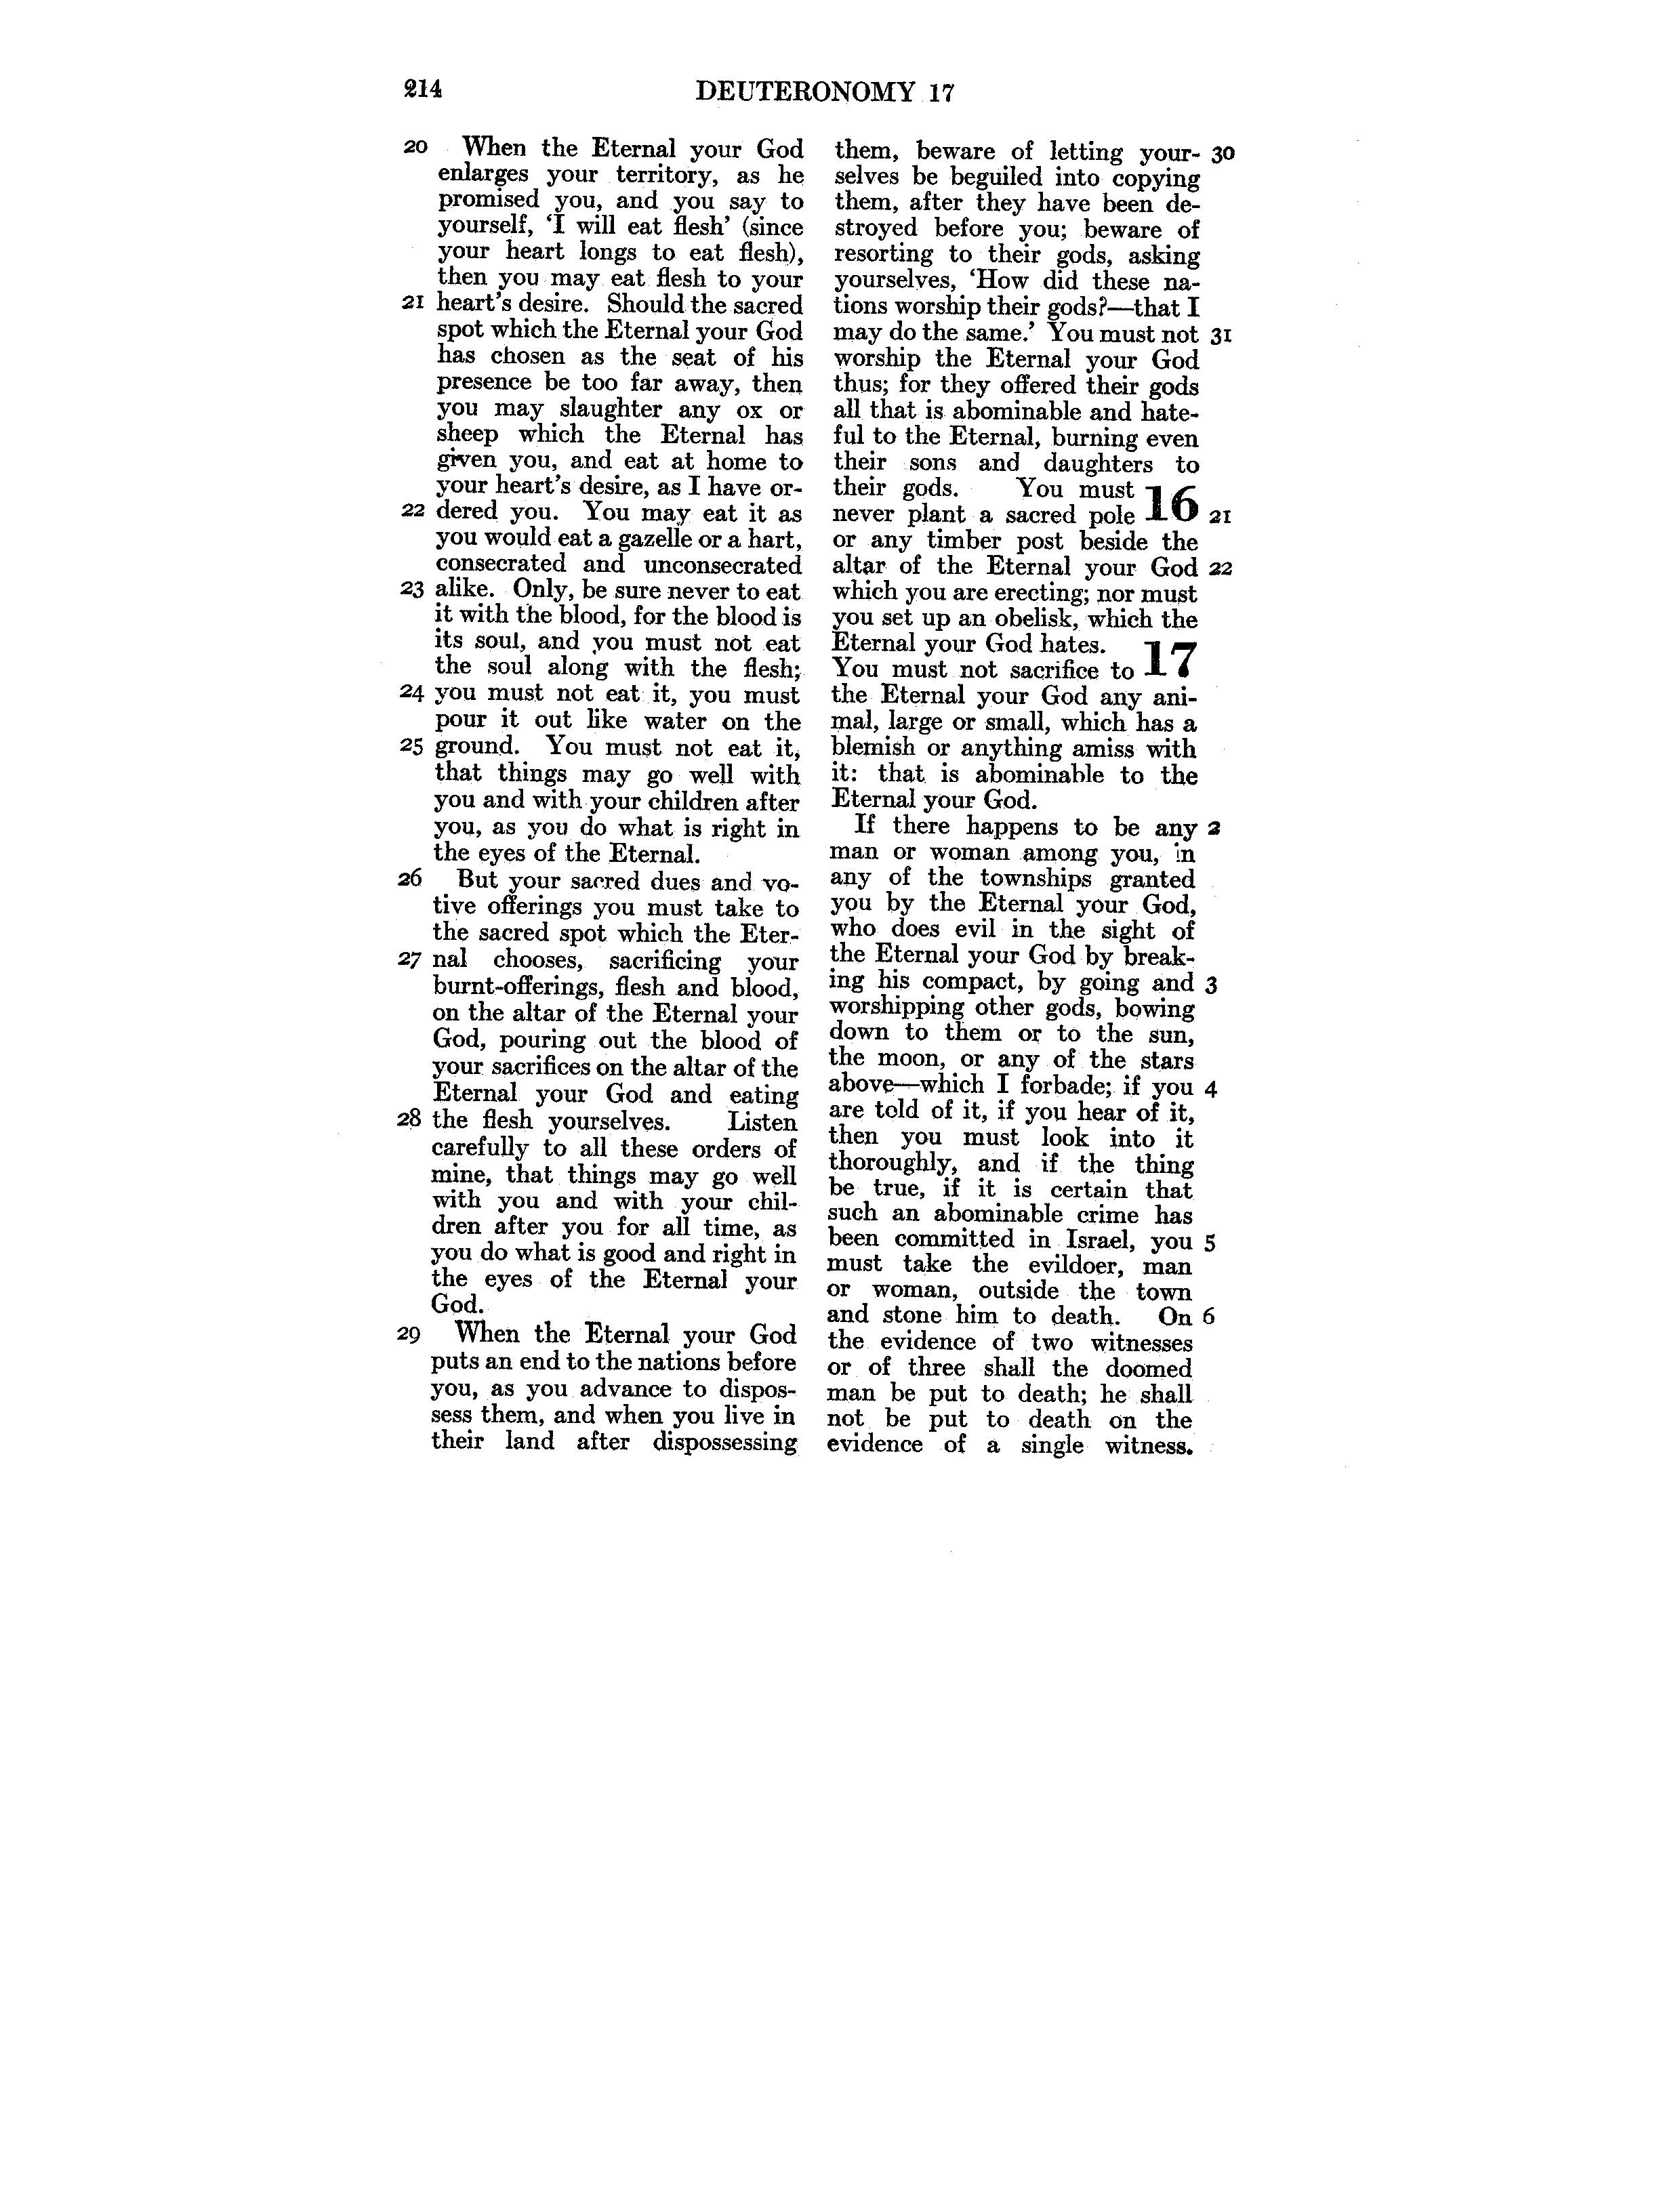 214
DEUTERONOMY 17
20 When the Eternal your God
enlarges your territory, as he
promised you, and you say to
yourself, ‘I will eat flesh’ (since
your heart longs to eat flesh),
then you may eat flesh to your
21 heart's desire. Should the sacred
spot which the Eternal your God
has chosen as the seat of his
presence be too far away, then
you may slaughter any ox or
sheep which the Eternal has
given you, and eat at home to
your heart's desire, as I have or-
22 dered you. You may eat it as
you would eat a gazelle or a hart,
consecrated and unconsecrated
23 alike. Only, be sure never to eat
it with the blood, for the blood is
its soul, and you must not eat
the soul along with the flesh;
24 you must not eat it, you must
pour it out like water on the
25 ground. You must not eat it,
that things may go well with
you and with your children after
you, as you do what is right in
the eyes of the Eternal.
26 But your sacred dues and vo-
tive offerings you must take to
the sacred spot which the Eter-
27 nal chooses, sacrificing your
burnt-offerings, flesh and blood,
on the altar of the Eternal your
God, pouring out the blood of
your sacrifices on the altar of the
Eternal your God and eating
28 the flesh yourselves. Listen
carefully to all these orders of
mine, that things may go well
with you and with your chil-
dren after you for all time, as
you do what is good and right in
the eyes of the Eternal your
God.
29 When the Eternal your God
puts an end to the nations before
you, as you advance to dispos-
sess them, and when you live in
their land after dispossessing
them, beware of letting your- 30
selves be beguiled into copying
them, after they have been de-
stroyed before you; beware of
resorting to their gods, asking
yourselves, ‘How did these na-
tions worship their gods?—that I
may do the same.’ You must not 31
worship the Eternal your God
thus; for they offered their gods
all that is abominable and hate-
ful to the Eternal, burning even
their sons and daughters to
their gods. You must 16
never plant a sacred pole 21
or any timber post beside the
altar of the Eternal your God 22
which you are erecting; nor must
you set up an obelisk, which the
Eternal your God hates. 17
You must not sacrifice to
the Eternal your God any ani-
mal, large or small, which has a
blemish or anything amiss with
it: that is abominable to the
Eternal your God.
If there happens to be any 2
man or woman among you, in
any of the townships granted
you by the Eternal your God,
who does evil in the sight of
the Eternal your God by break-
ing his compact, by going and 3
worshipping other gods, bowing
down to them or to the sun,
the moon, or any of the stars
above—which I forbade; if you 4
are told of it, if you hear of it,
then you must look into it
thoroughly, and if the thing
be true, if it is certain that
such an abominable crime has
been committed in Israel, you 5
must take the evildoer, man
or woman, outside the town
and stone him to death. On 6
the evidence of two witnesses
or of three shall the doomed
man be put to death; he shall
not be put to death on the
evidence of a single witness.